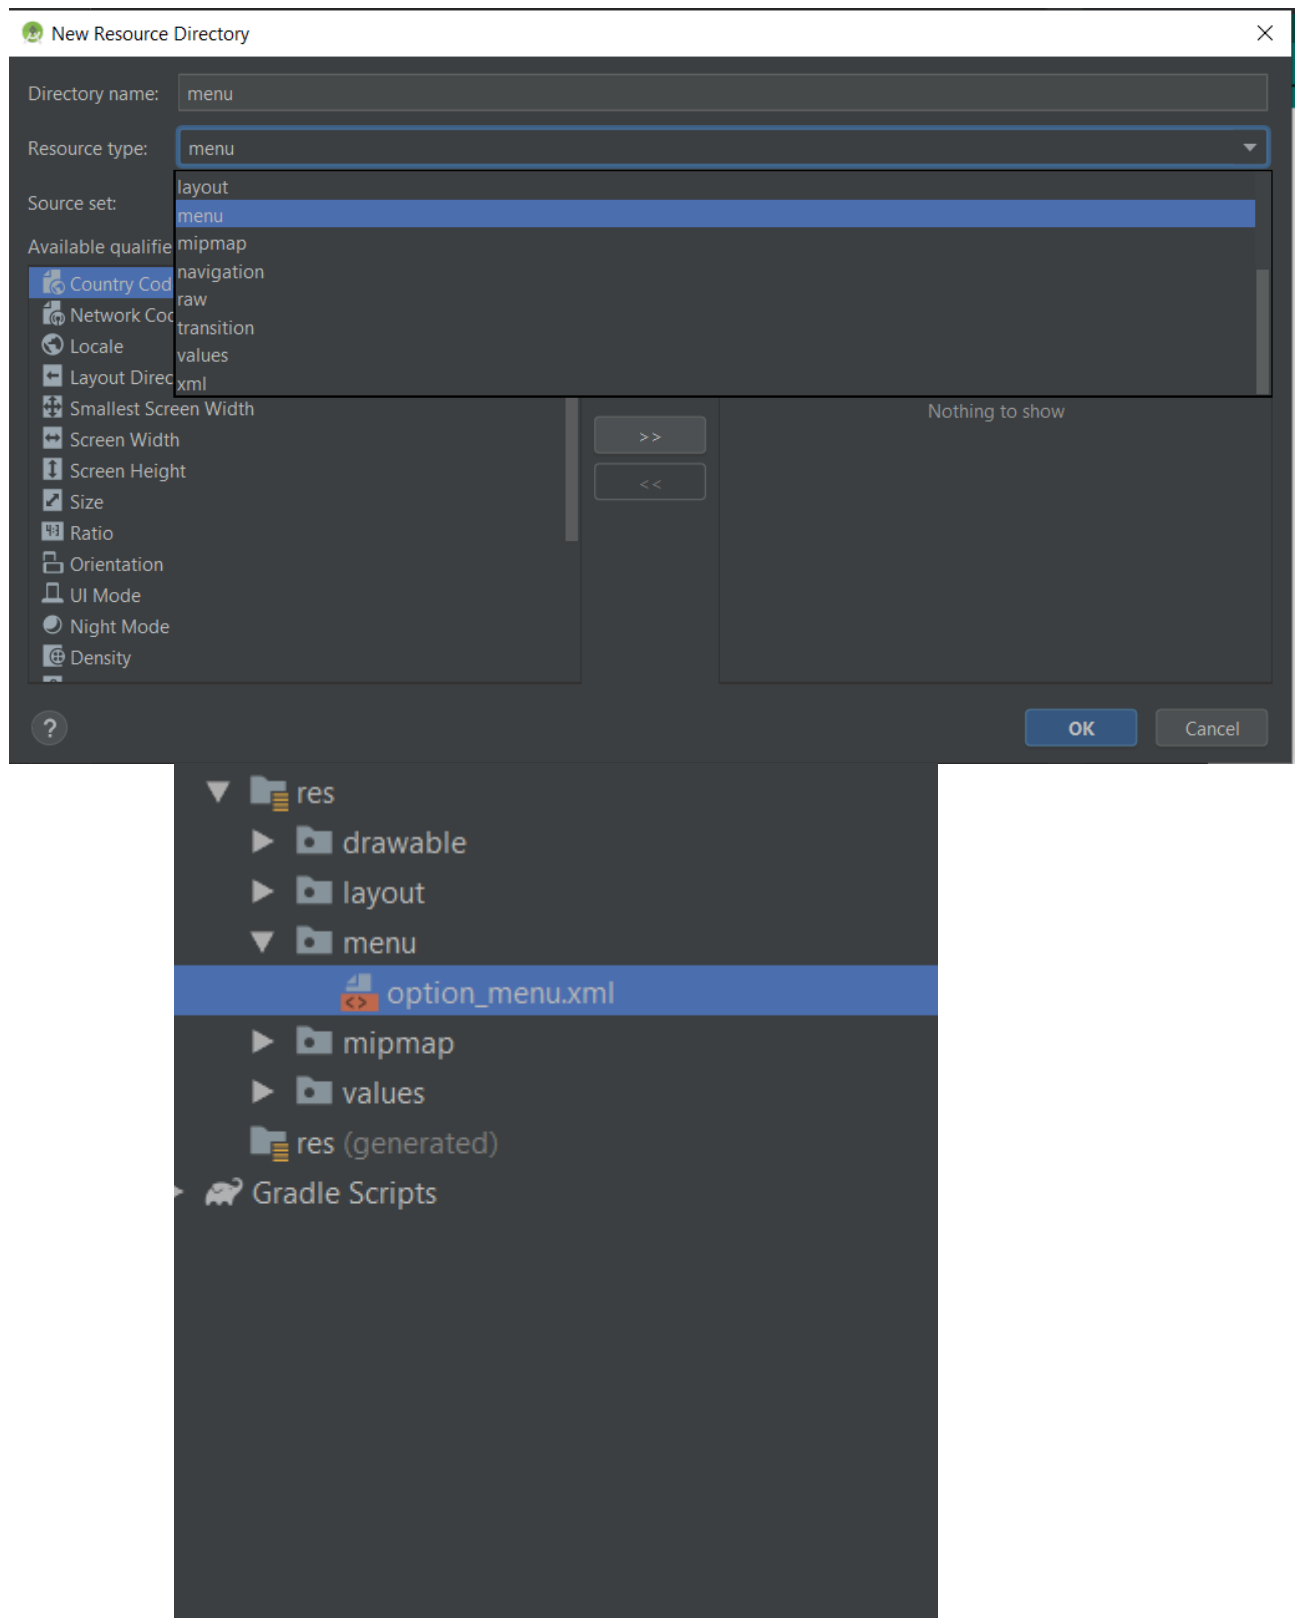 New Resource Directory
Directory name: menu
Resource type: menu
layout
Source set:
menu
Available qualifie
mipmap
navigation
Country Cod
raw
Network Coc
transition
Locale
values
Layout Direc
xml
Smallest Screen Width
Nothing to show
Screen Width
>>
Screen Height
<<
Size
Ratio
Orientation
UI Mode
Night Mode
Density
?
OK
Cancel
res
drawable
layout
menu
<> option_menu.xml
mipmap
values
res (generated)
Gradle Scripts